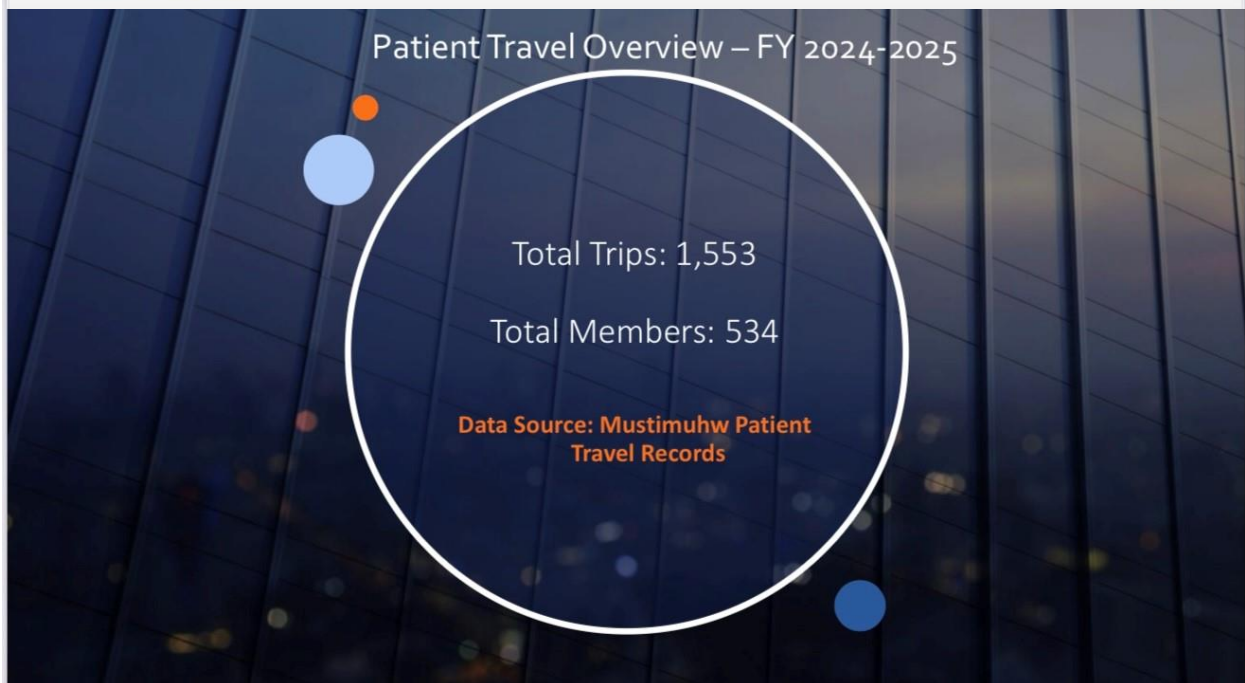 Patient Travel Overview – FY 2024-2025
Total Trips: 1,553
Total Members: 534
Data Source: Mustimuhw Patient
Travel Records